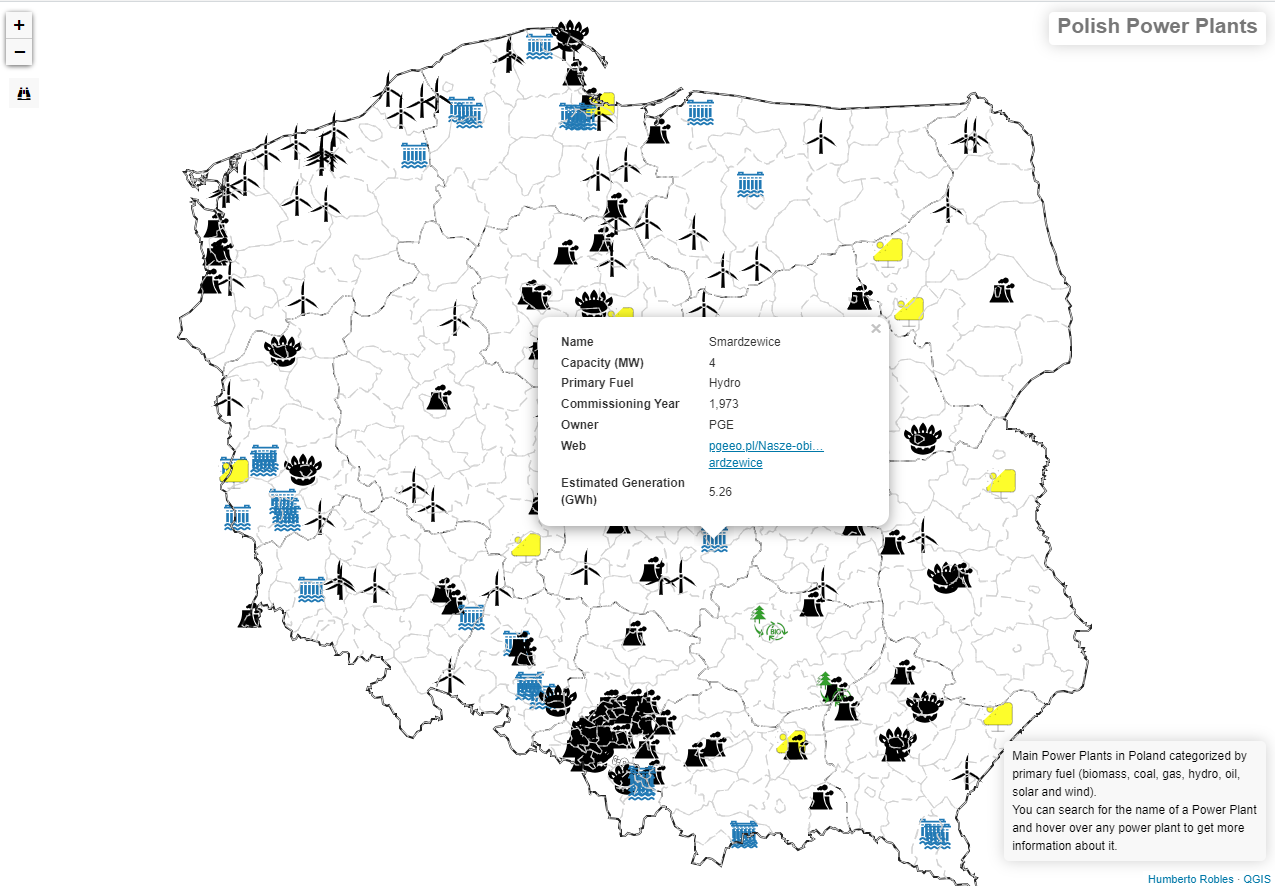 +
Polish Power Plants
−
×
Name Smardzewice
Capacity (MW) 4
Primary Fuel Hydro
Commissioning Year 1,973
Owner PGE
Web pgeeo.pl/Nasze-obi…
ardzewice
Estimated Generation
(GWh) 5.26
BIO
Main Power Plants in Poland categorized by
primary fuel (biomass, coal, gas, hydro, oil,
solar and wind).
You can search for the name of a Power Plant
and hover over any power plant to get more
information about it.
Humberto Robles · QGIS